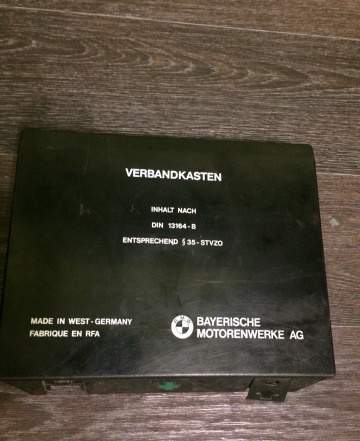 VERBANDKASTEN
INHALT NACH
DIN 13164-B
ENTSPRECHEND § 35-STVZO
MADE IN WEST-GERMANY
FABRIQUE EN RFA
BAYERISCHE
MOTORENWERKE AG